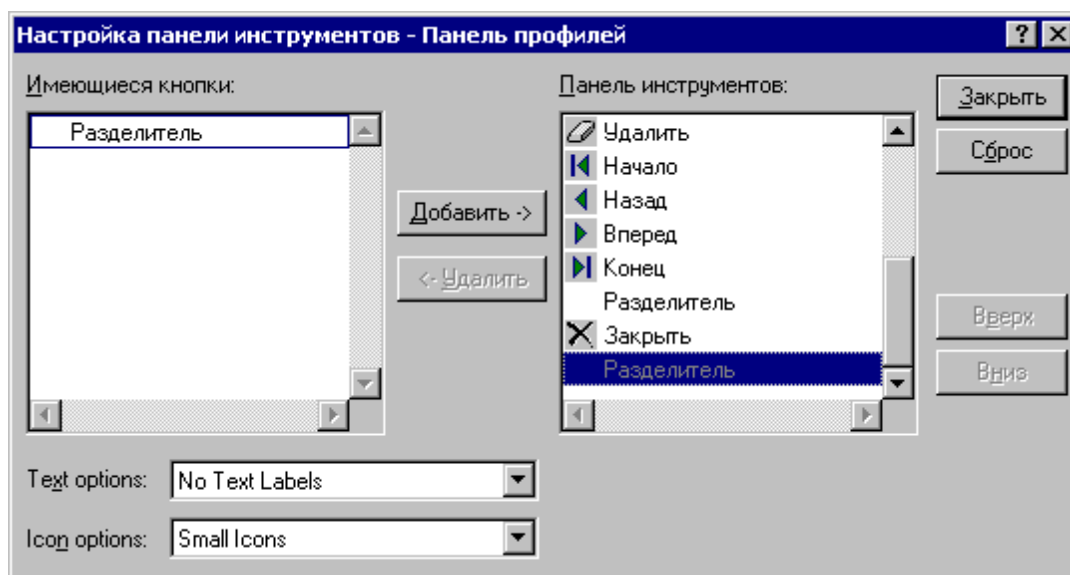 Настройка панели инструментов - Панель профилей
Имеющиеся кнопки:
Разделитель
Добавить ->
<- Удалить
Панель инструментов:
Удалить
Начало
Назад
Вперед
Конец
Разделитель
Закрыть
Разделитель
Закрыть
Сброс
Вверх
Вниз
Text options:
No Text Labels
Icon options:
Small Icons